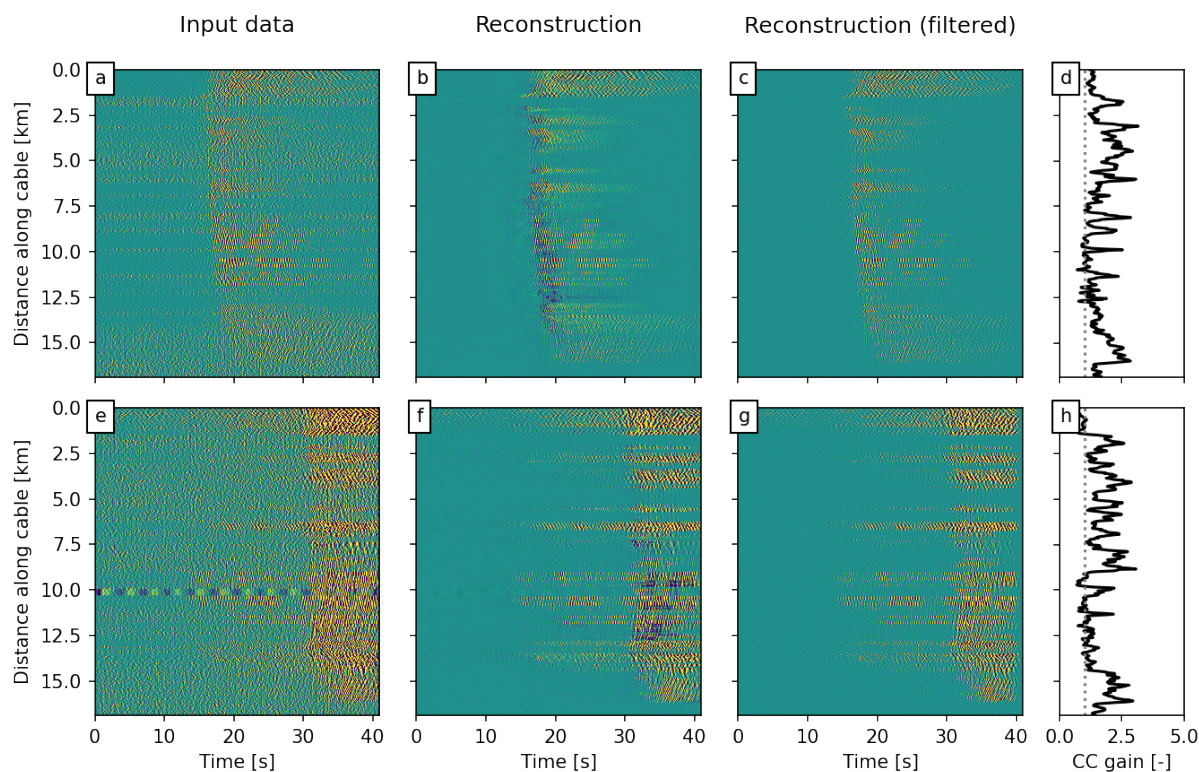 Input data
Reconstruction
Reconstruction (filtered)
a
b
c
d
0.0
2.5
5.0
7.5
10.0
12.5
15.0
Distance along cable [km]
e
f
g
h
0.0
2.5
5.0
7.5
10.0
12.5
15.0
Distance along cable [km]
0 10 20 30 40
0 10 20 30 40
0 10 20 30 40
0.0 2.5 5.0
Time [s]
Time [s]
Time [s]
CC gain [-]